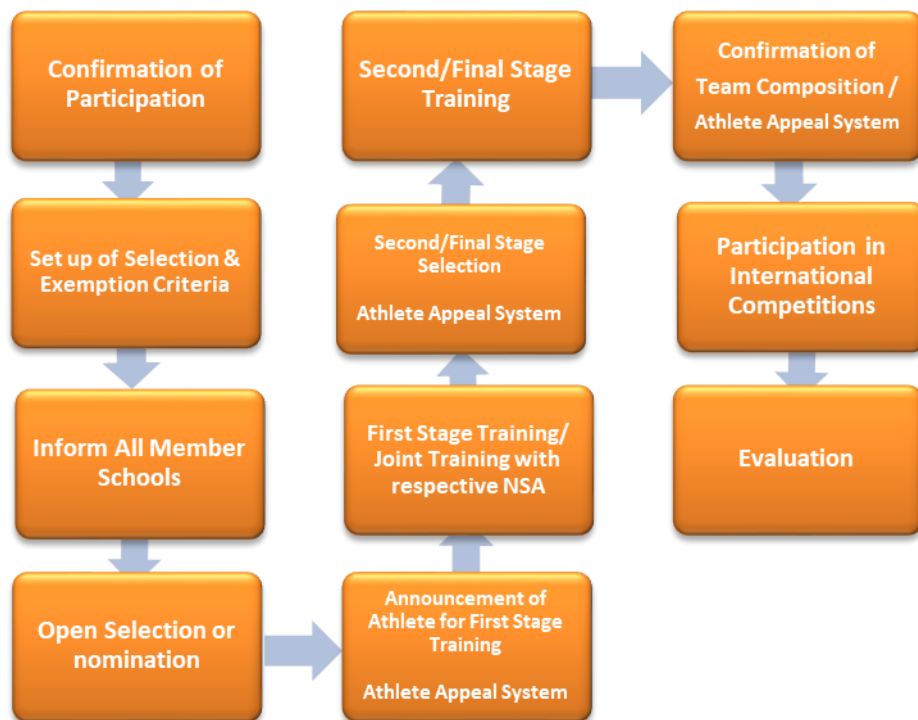 Confirmation of
Participation
Set up of Selection &
Exemption Criteria
Inform All Member
Schools
Open Selection or
nomination
Announcement of
Athlete for First Stage
Training
Athlete Appeal System
First Stage Training/
Joint Training with
respective NSA
Second/Final Stage
Selection
Athlete Appeal System
Second/Final Stage
Training
Confirmation of
Team Composition /
Athlete Appeal System
Participation in
International
Competitions
Evaluation